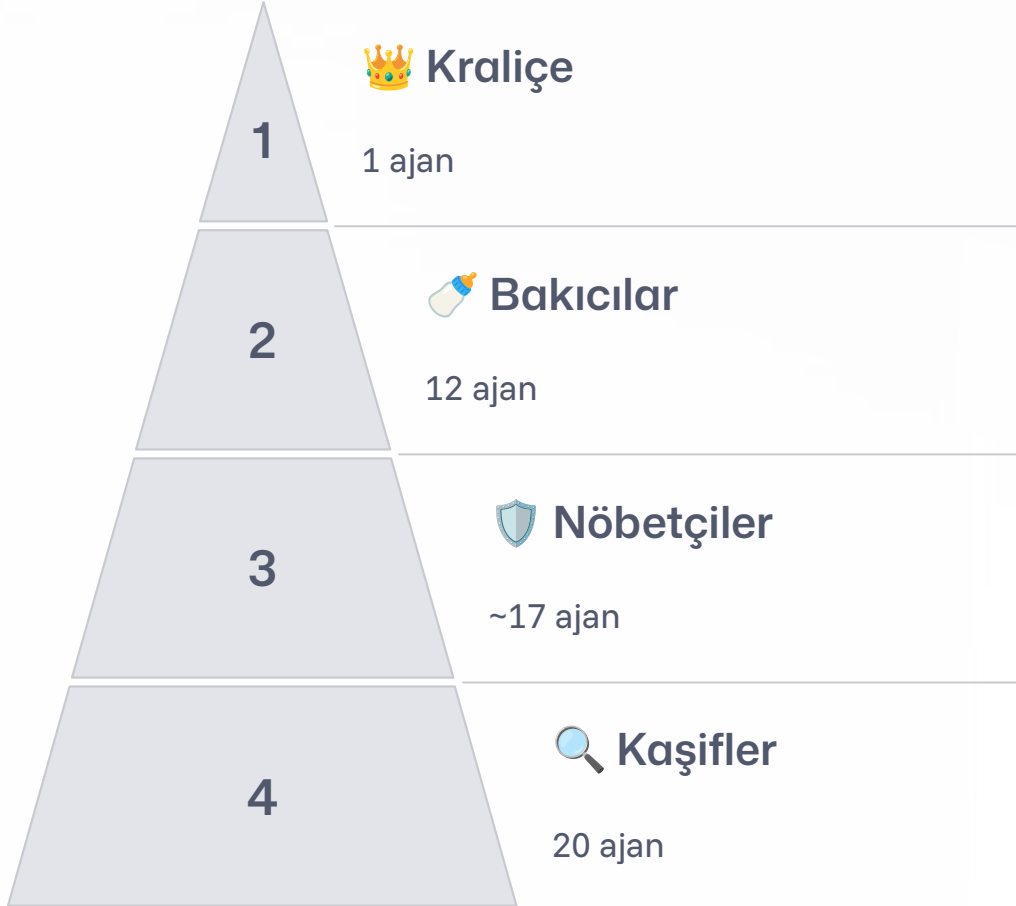 1
👑 Kraliçe
1 ajan
2
🍼 Bakıcılar
12 ajan
3
🛡️ Nöbetçiler
~17 ajan
4
🔍 Kaşifler
20 ajan